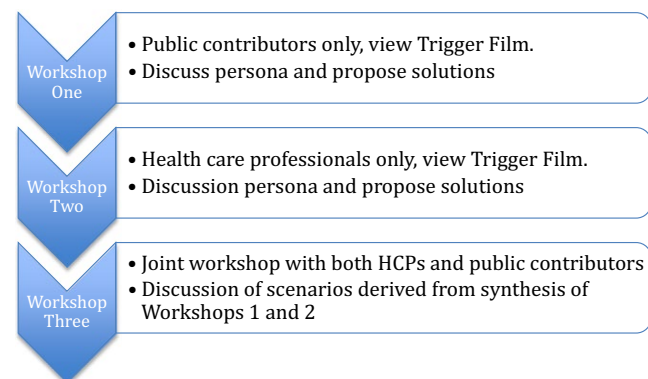 Workshop
One
• Public contributors only, view Trigger Film.
• Discuss persona and propose solutions
Workshop
Two
• Health care professionals only, view Trigger Film.
• Discussion persona and propose solutions
Workshop
Three
• Joint workshop with both HCPs and public contributors
• Discussion of scenarios derived from synthesis of
Workshops 1 and 2